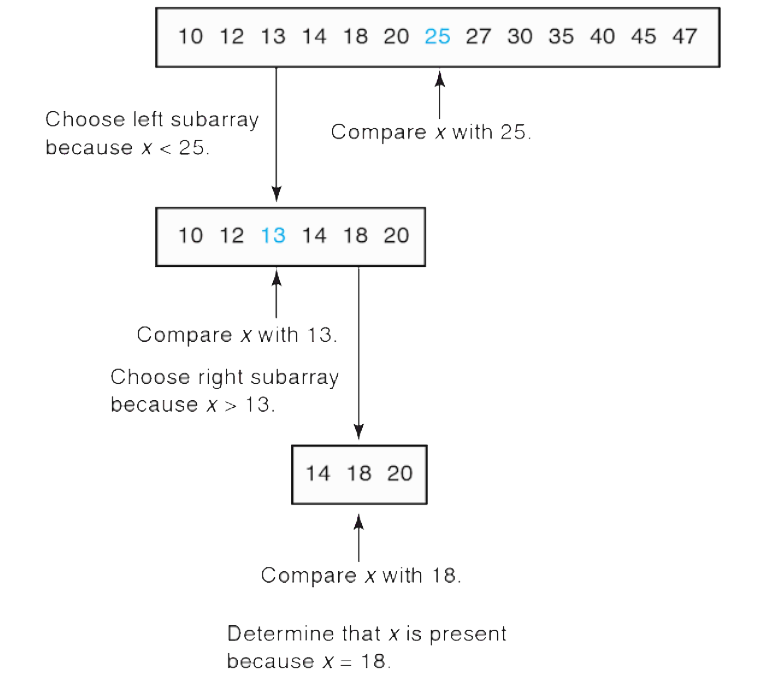 10 12 13 14 18 20 25 27 30 35 40 45 47
Choose left subarray
because x < 25.
Compare x with 25.
10 12 13 14 18 20
Compare x with 13.
Choose right subarray
because x > 13.
14 18 20
Compare x with 18.
Determine that x is present
because x = 18.